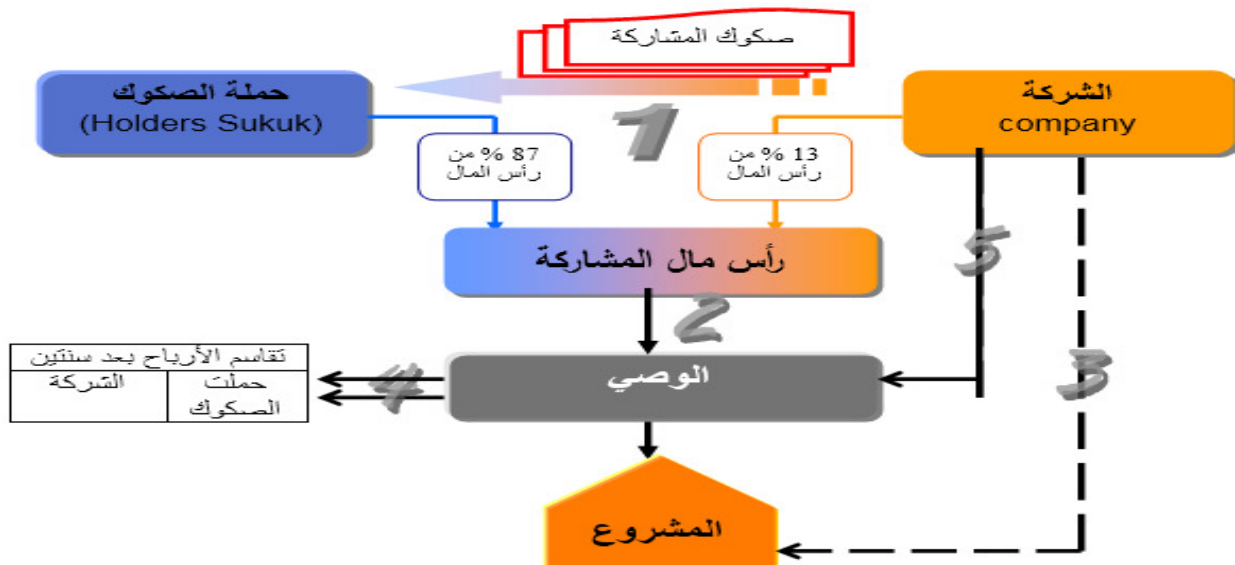 صكوك المشاركة
الشركة
company
حملة الصكوك
(Holders Sukuk)
1
13 % من
رأس المال
87 % من
رأس المال
رأس مال المشاركة
5
2
3
الوصي
4
تقاسم الأرباح بعد سنتين
حملت
الصكوك
الشركة
المشروع